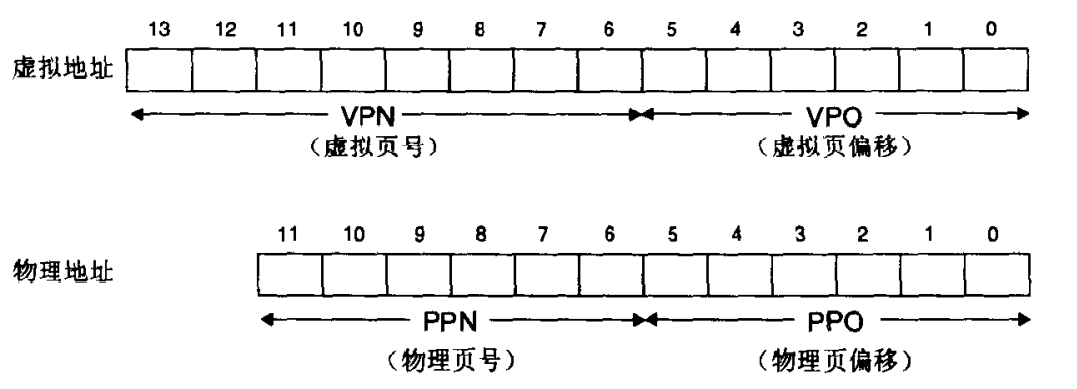 13 12 11 10 9 8 7 6 5 4 3 2 1 0
虚拟地址
VPN VPO
（虚拟页号） （虚拟页偏移）
11 10 9 8 7 6 5 4 3 2 1 0
物理地址
PPN PPO
（物理页号） （物理页偏移）